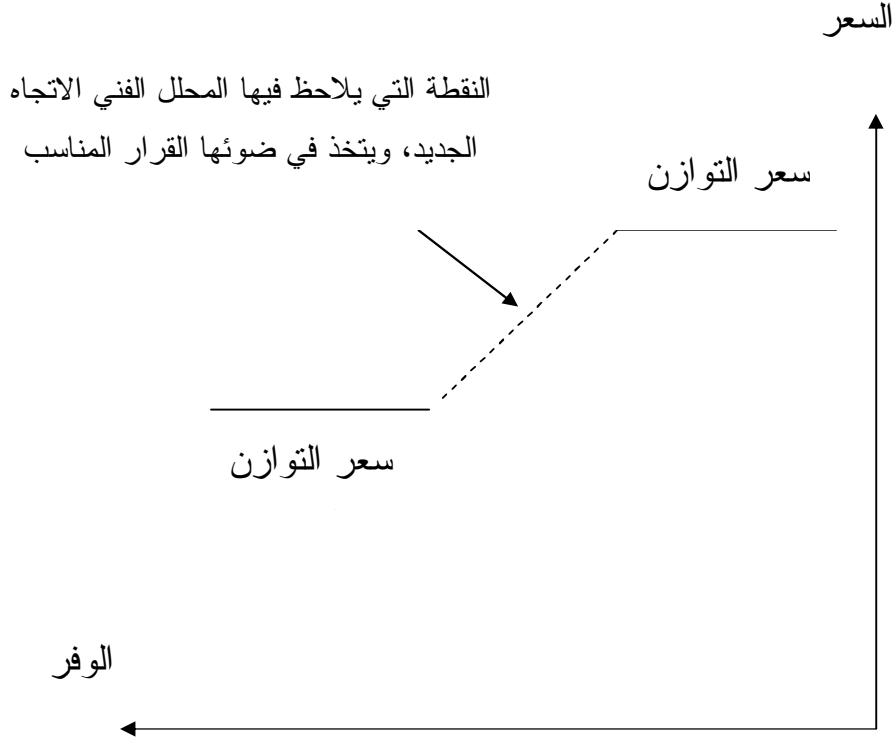 السعر
النقطة التي يلاحظ فيها المحلل الفني الاتجاه
الجديد، ويتخذ في ضوئها القرار المناسب
سعر التوازن
سعر التوازن
الوفر